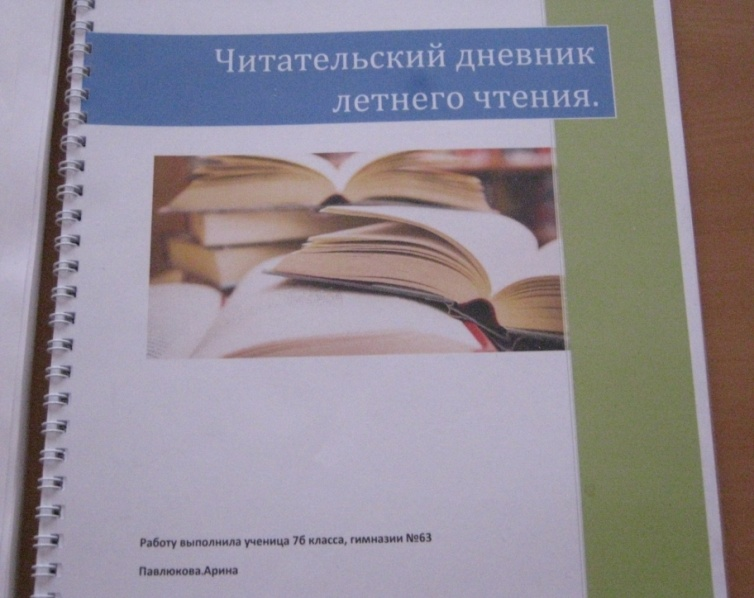 Читательский дневник
летнего чтения.
Работу выполнила ученица 7б класса, гимназии №63
Павлюкова.Арина